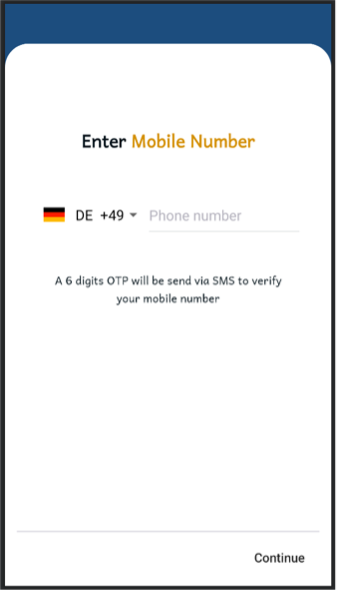 Enter Mobile Number
DE +49 Phone number
A 6 digits OTP will be send via SMS to verify
your mobile number
Continue